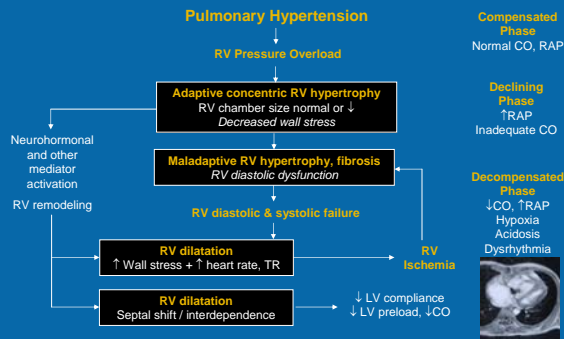 Pulmonary Hypertension
RV Pressure Overload
Adaptive concentric RV hypertrophy
RV chamber size normal or ↓
Decreased wall stress
Neurohormonal
and other
mediator
activation
RV remodeling
Maladaptive RV hypertrophy, fibrosis
RV diastolic dysfunction
RV diastolic & systolic failure
RV dilatation
↑ Wall stress + ↑ heart rate, TR
RV
Ischemia
RV dilatation
Septal shift / interdependence
↓ LV compliance
↓ LV preload, ↓CO
Compensated
Phase
Normal CO, RAP
Declining
Phase
↑RAP
Inadequate CO
Decompensated
Phase
↓CO, ↑RAP
Hypoxia
Acidosis
Dysrhythmia